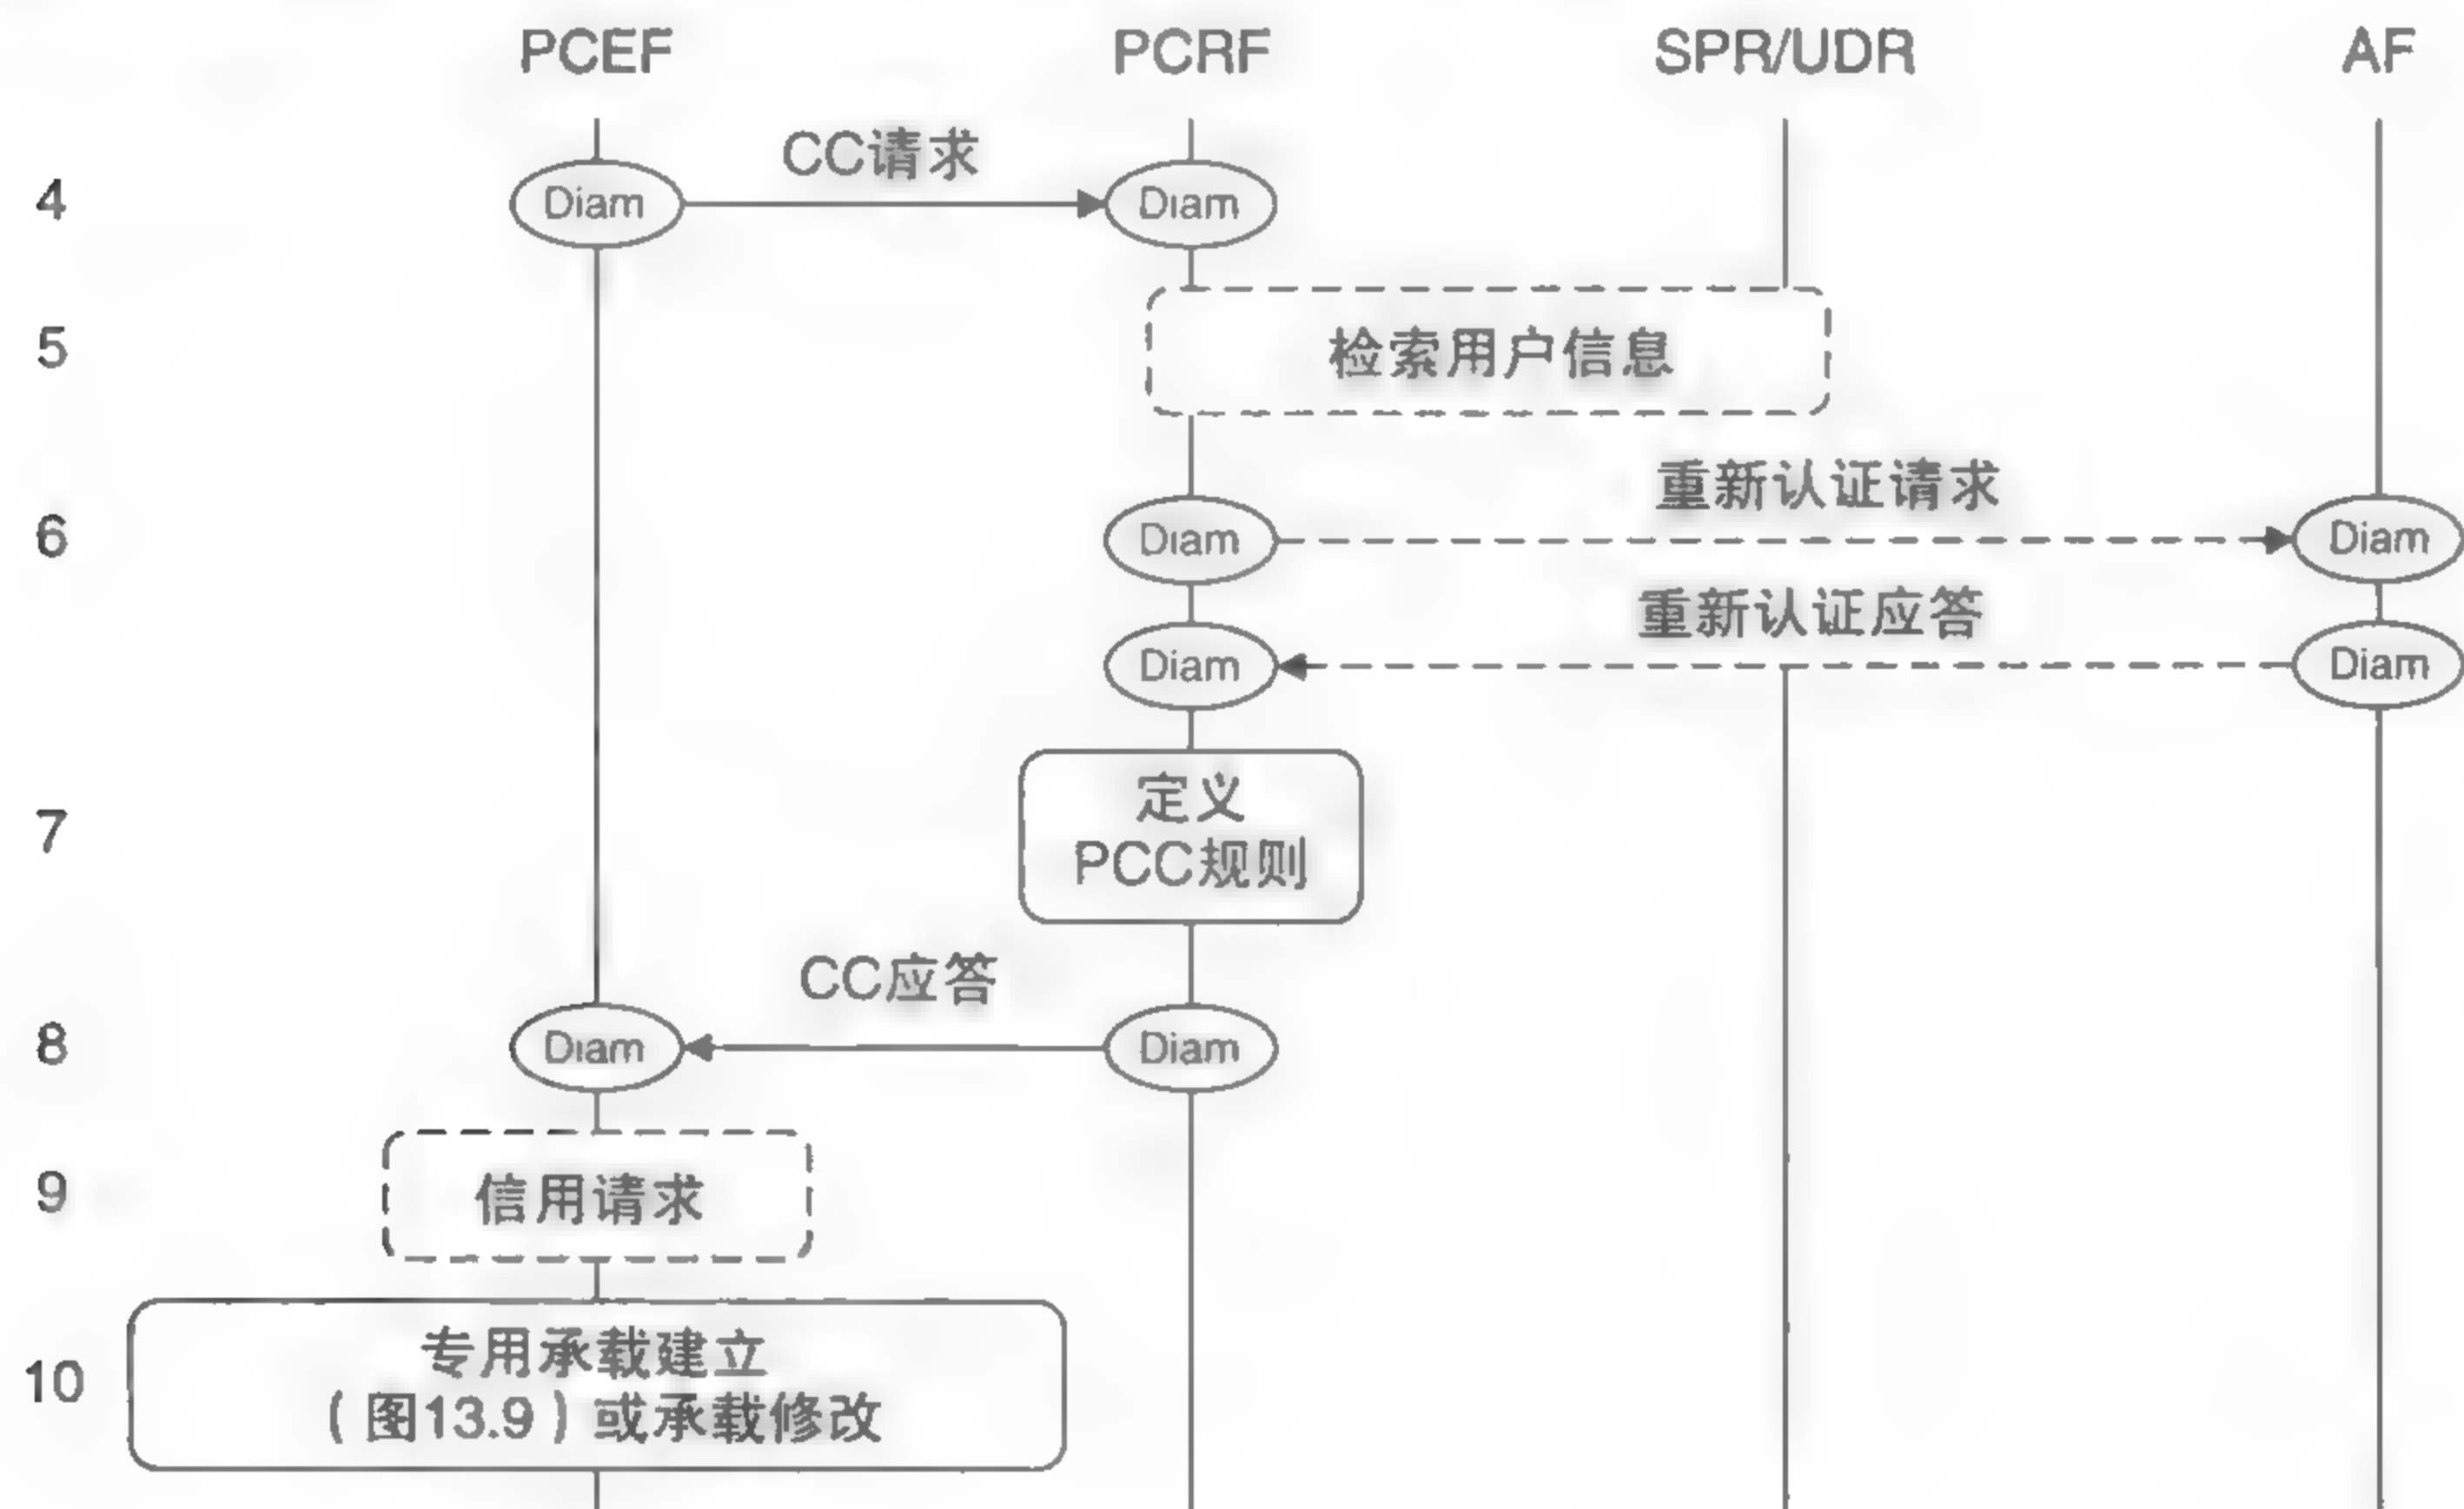 PCEF PCRF SPR/UDR AF
CC请求
4 Diam Diam
5 检索用户信息
重新认证请求
6 Diam Diam
重新认证应答
Diam Diam
定义
7
PCC规则
CC应答
8 Diam Diam
9 信用请求
专用承载建立
10
(图13.9)或承载修改